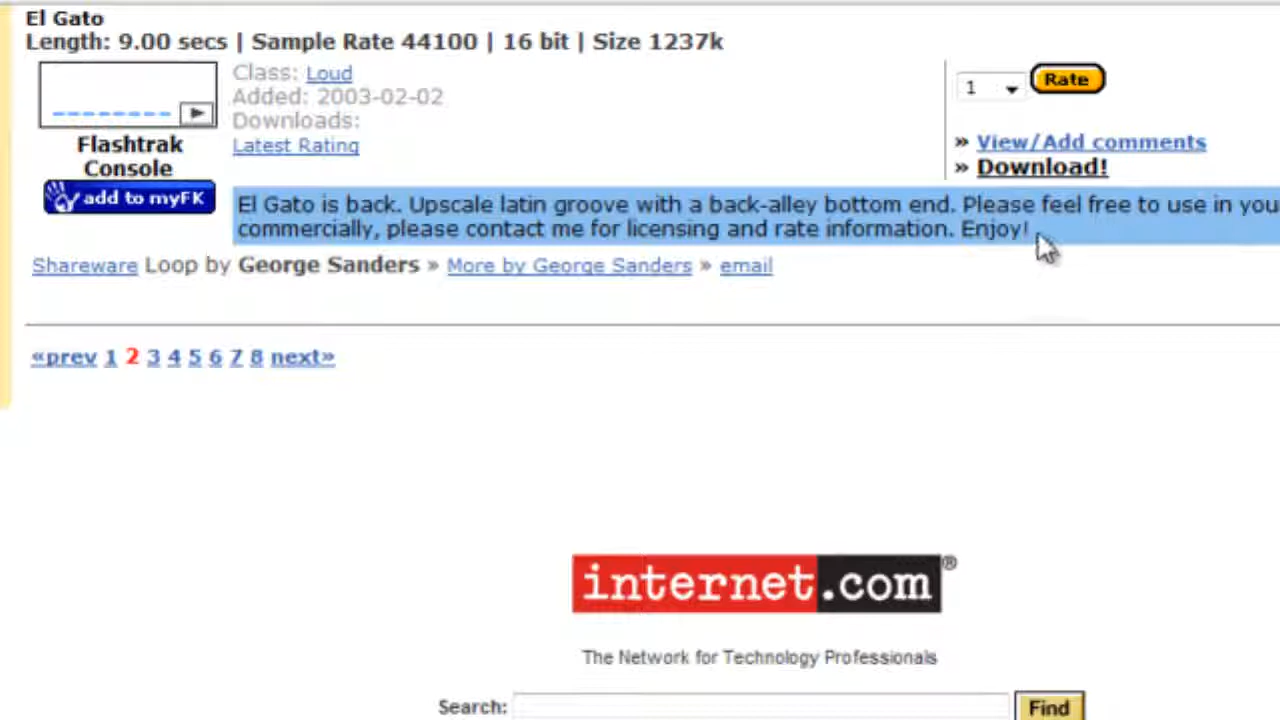 El Gato
Length: 9.00 secs | Sample Rate 44100 | 16 bit | Size 1237k
Class: Loud
Added: 2003-02-02
Downloads:
Latest Rating
Flashtrak
Console
add to myFK
1 Rate
» View/Add comments
» Download!
El Gato is back. Upscale latin groove with a back-alley bottom end. Please feel free to use in you
commercially, please contact me for licensing and rate information. Enjoy!
Shareware Loop by George Sanders » More by George Sanders » email
«prev 1 2 3 4 5 6 7 8 next»
internet.com®
The Network for Technology Professionals
Search: Find